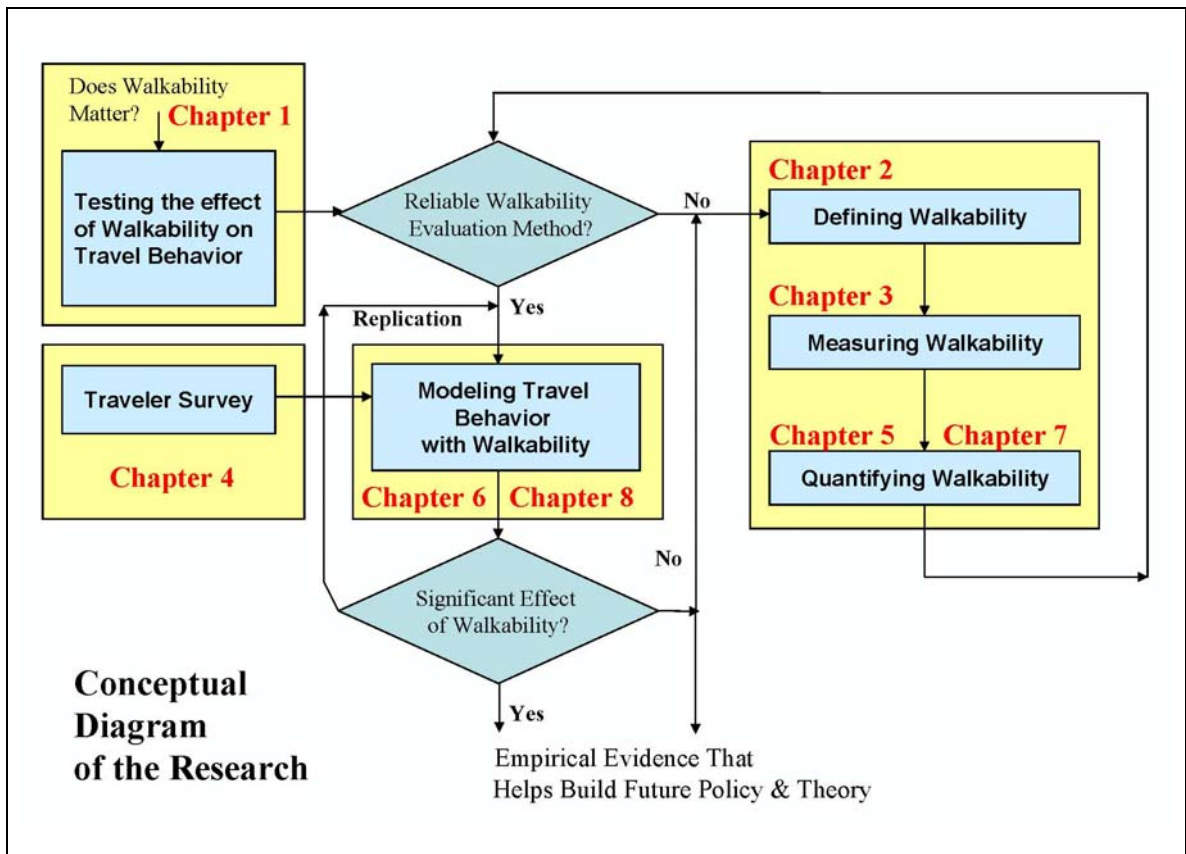 Does Walkability
Matter?
Chapter 1
Testing the effect
of Walkability on
Travel Behavior
Reliable Walkability
Evaluation Method?
No
Yes
Replication
Chapter 2
Defining Walkability
Chapter 3
Measuring Walkability
Chapter 5
Chapter 7
Quantifying Walkability
Traveler Survey
Chapter 4
Modeling Travel
Behavior
with Walkability
Chapter 6
Chapter 8
No
Significant Effect
of Walkability?
Yes
Conceptual
Diagram
of the Research
Empirical Evidence That
Helps Build Future Policy & Theory